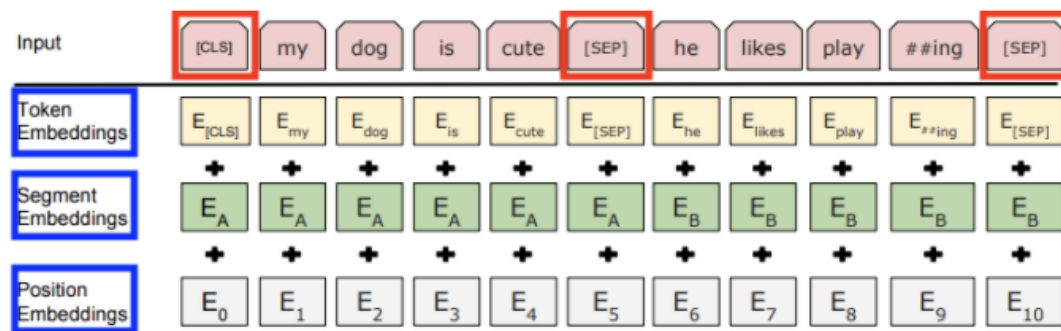 Input [CLS] my dog is cute [SEP] he likes play ##ing [SEP]
Token
Embeddings
E[CLS] Emy Edog Eis Ecute E[SEP] Ehe Elikes Eplay E##ing E[SEP]
+ + + + + + + + + + +
Segment
Embeddings
EA EA EA EA EA EA EB EB EB EB EB
+ + + + + + + + + + +
Position
Embeddings
E0 E1 E2 E3 E4 E5 E6 E7 E8 E9 E10